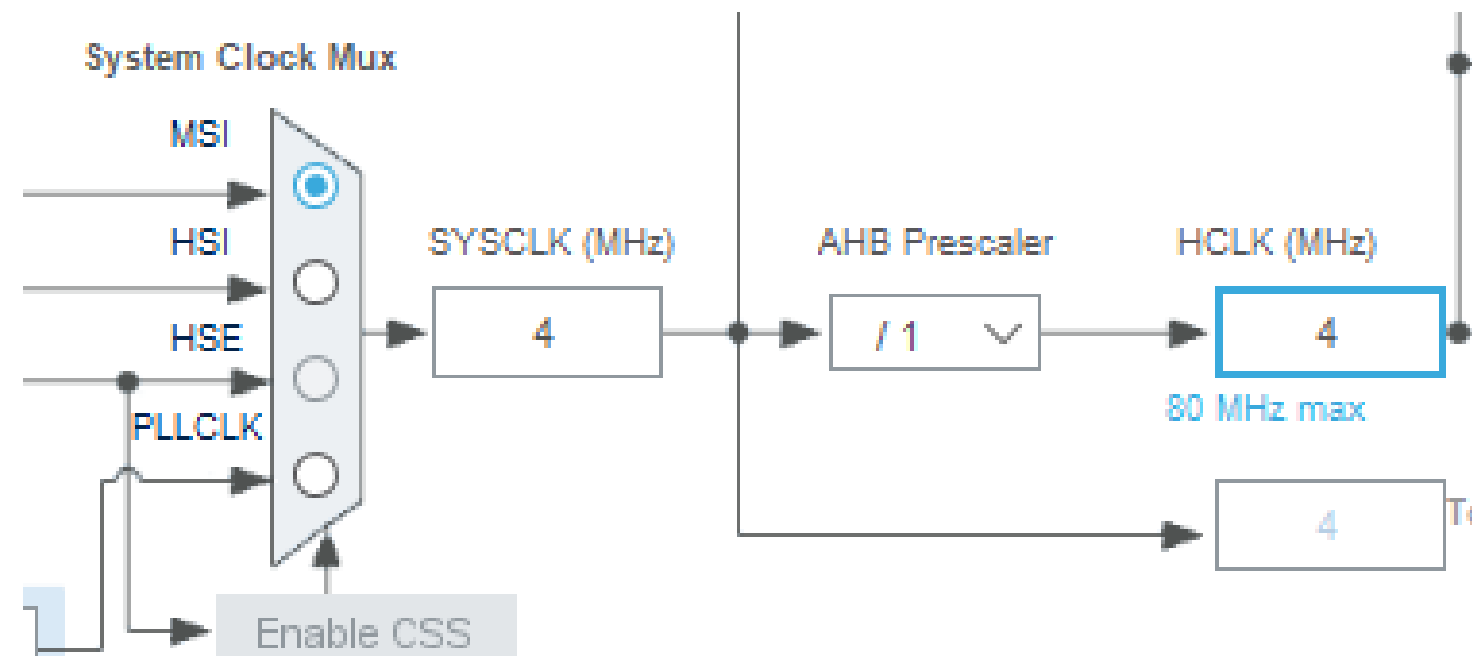 System Clock Mux
MSI
HSI
SYSCLK (MHz)
AHB Prescaler
HCLK (MHz)
HSE
4
/ 1
4
80 MHz max
PLLCLK
4
Enable CSS